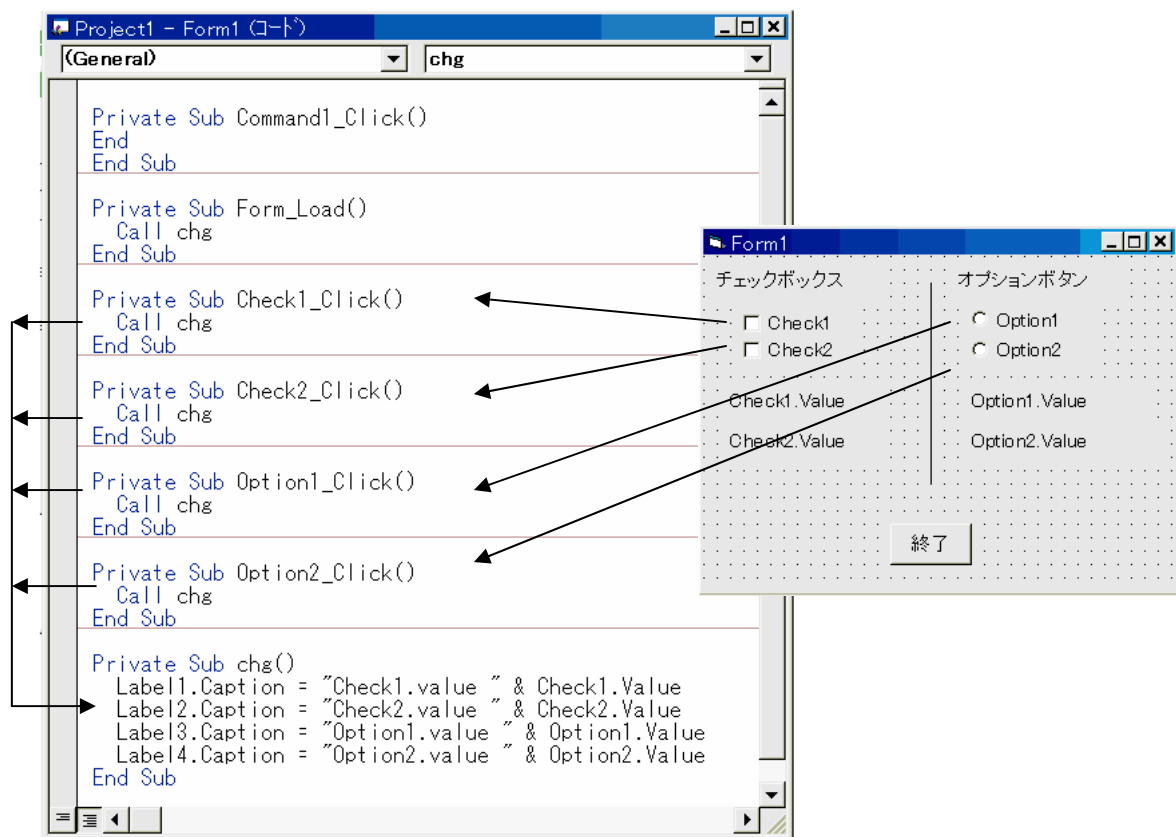 Project1 - Form1 (コード)
(General)
chg
Private Sub Command1_Click()
End
End Sub
Private Sub Form_Load()
Call chg
End Sub
Private Sub Check1_Click()
Call chg
End Sub
Private Sub Check2_Click()
Call chg
End Sub
Private Sub Option1_Click()
Call chg
End Sub
Private Sub Option2_Click()
Call chg
End Sub
Private Sub chg()
Label1.Caption = "Check1.value " & Check1.Value
Label2.Caption = "Check2.value " & Check2.Value
Label3.Caption = "Option1.value " & Option1.Value
Label4.Caption = "Option2.value " & Option2.Value
End Sub
Form1
チェックボックス
オプションボタン
Check1
Option1
Check2
Option2
Check1.Value
Option1.Value
Check2.Value
Option2.Value
終了